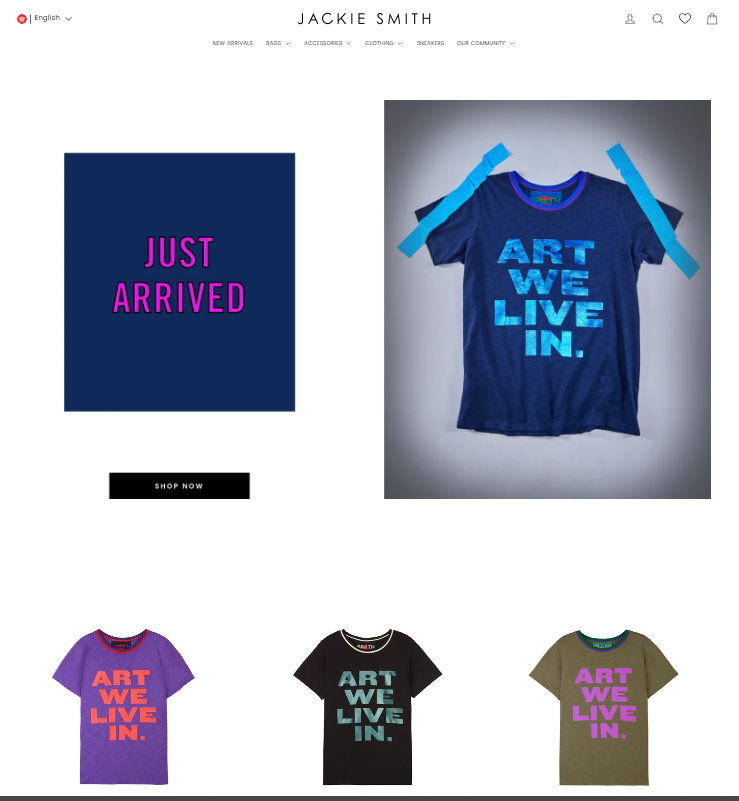 English
JACKIE SMITH
NEW ARRIVALS
BAGS
ACCESSORIES
CLOTHING
SNEAKERS
OUR COMMUNITY
JUST
ARRIVED
SHOP NOW
SMITH
ART
WE
LIVE
IN.
ART
WE
LIVE
IN.
SMITH
ART
WE
LIVE
IN.
ART
WE
LIVE
IN.